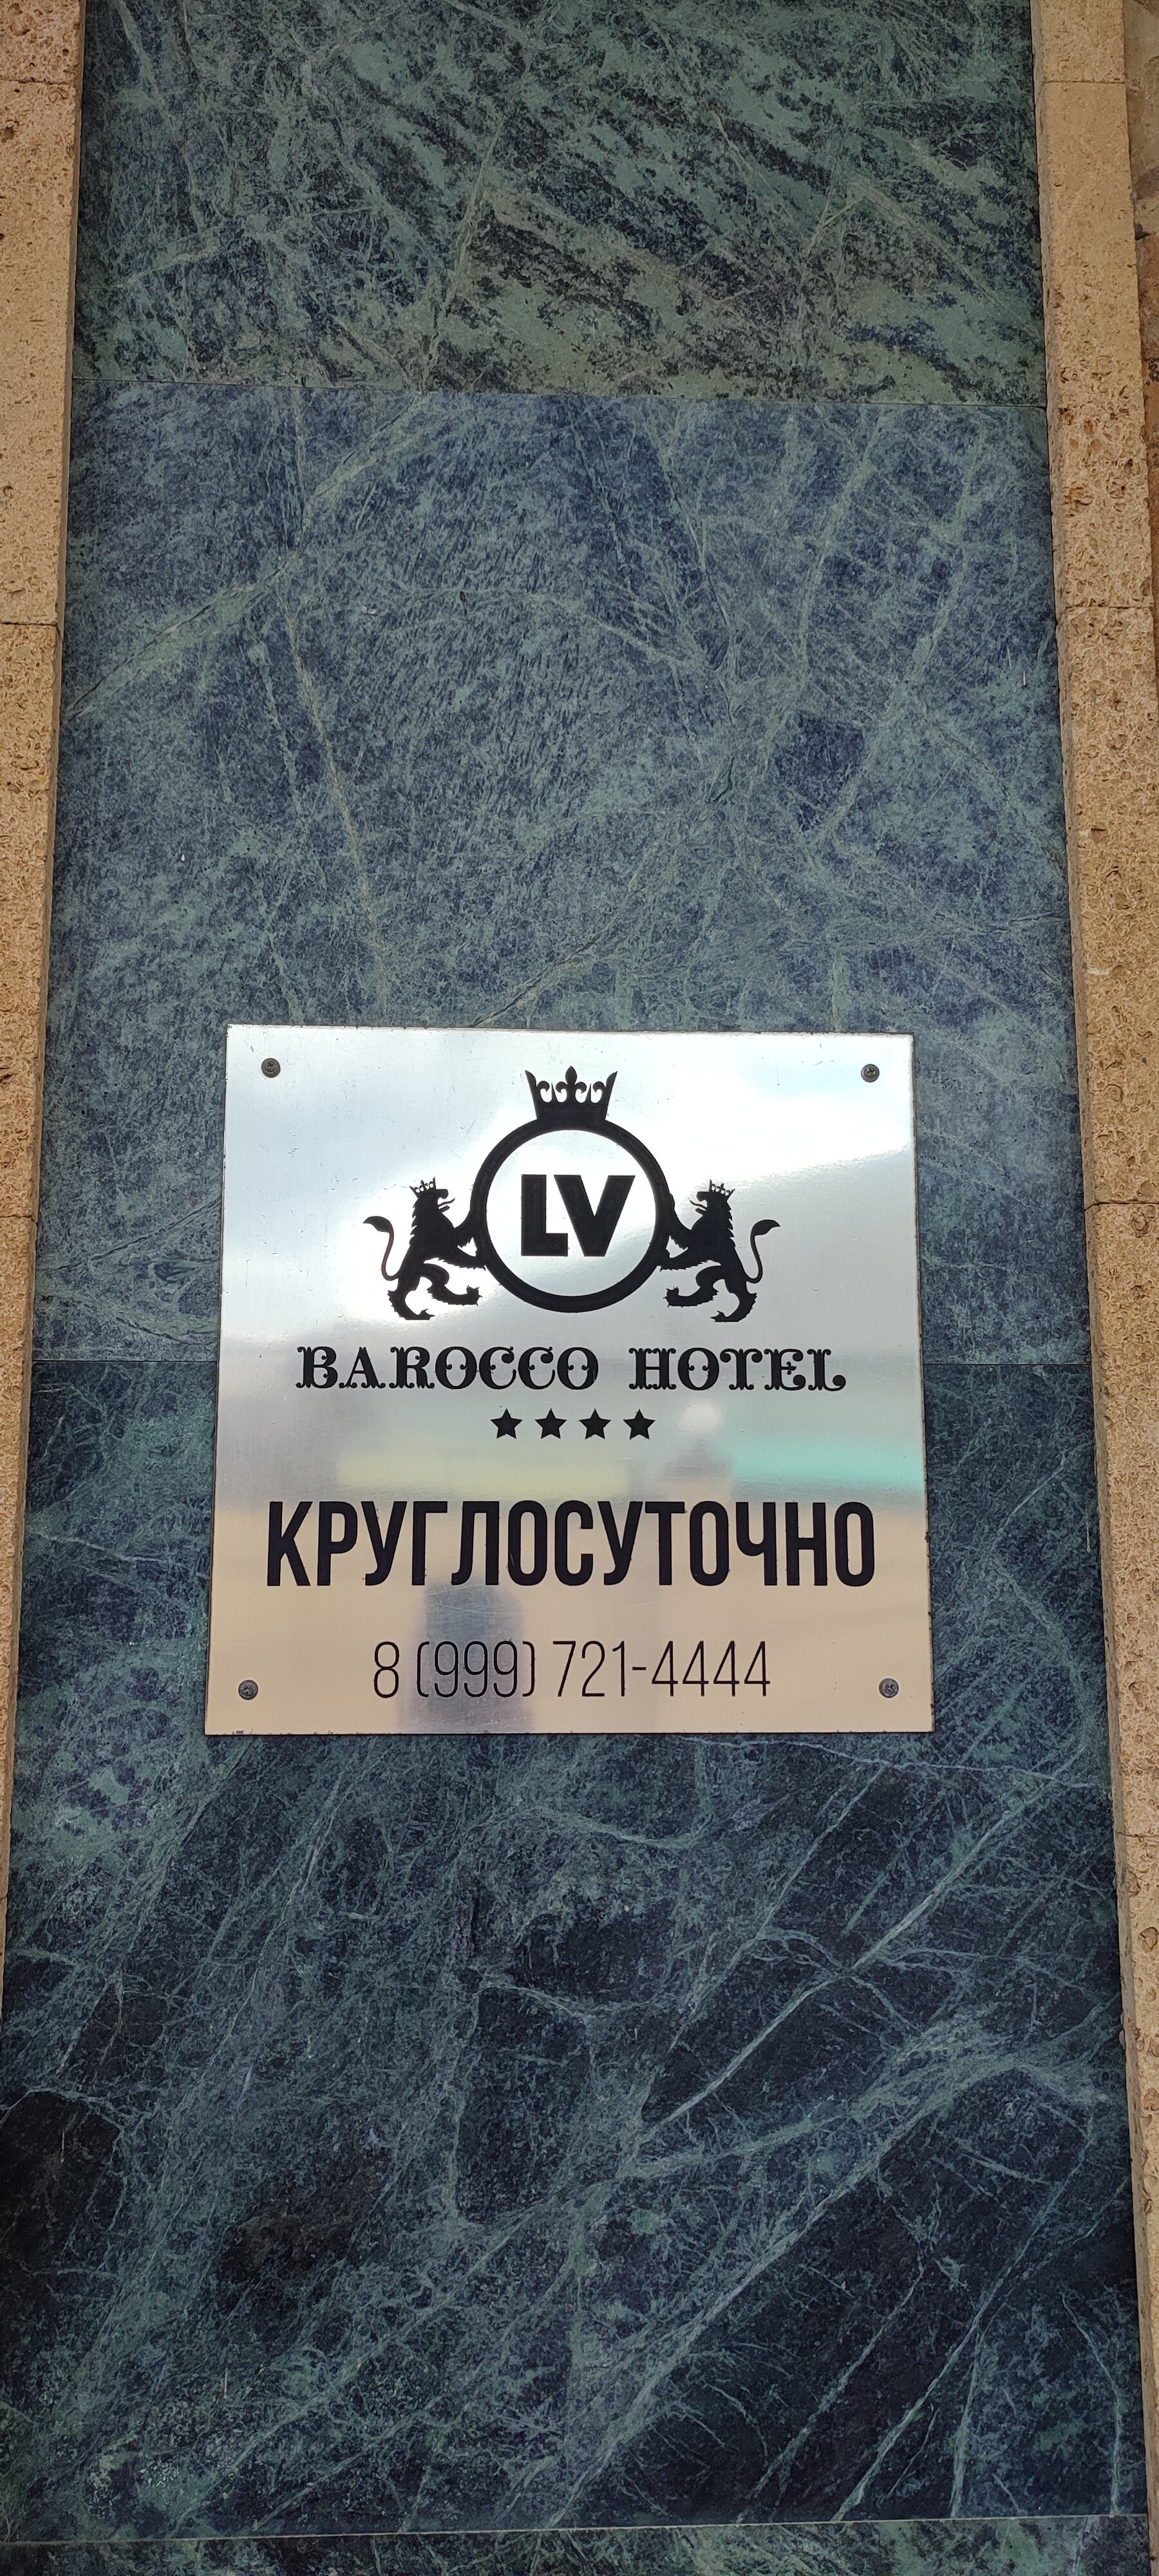 LV
BAROCCO HOTEL
★★★★
КРУГЛОСУТОЧНО
8 (999) 721-4444